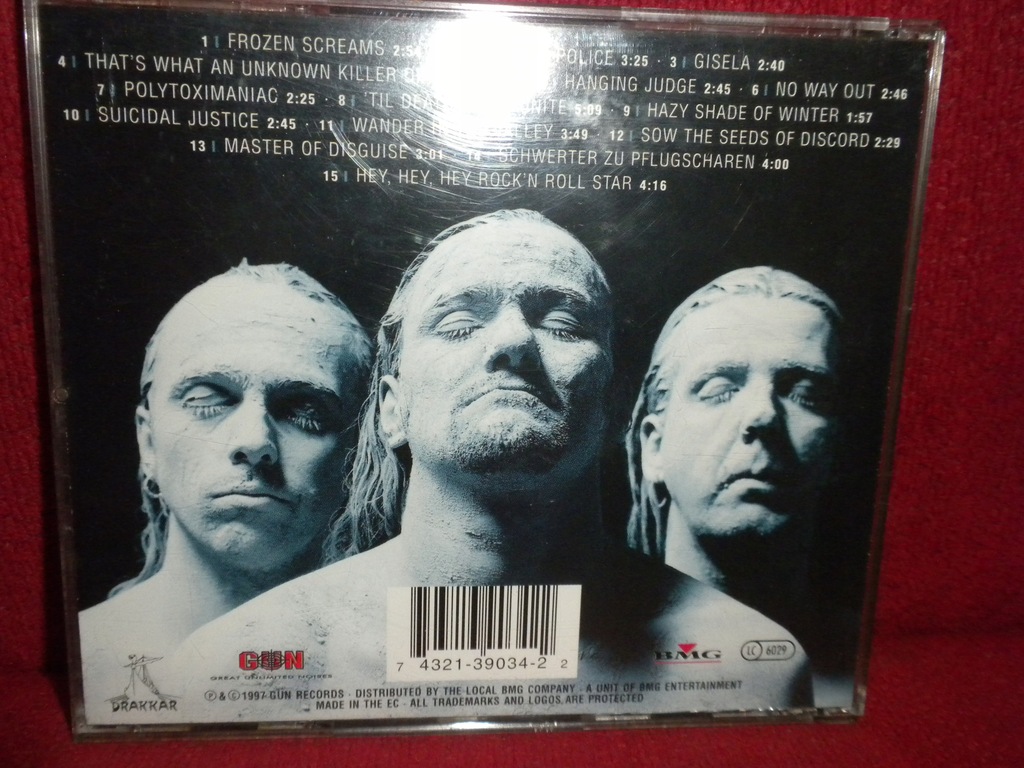 1 | FROZEN SCREAMS POLICE 3:25 · 3 | GISELA 2:40
4 | THAT'S WHAT AN UNKNOWN KILLER HANGING JUDGE 2:45 · 6 | NO WAY OUT 2:46
7 | POLYTOXIMANIAC 2:25 · 8 | 'TIL 5:09 · 9 | HAZY SHADE OF WINTER 1:57
10 | SUICIDAL JUSTICE 2:45 · 11 | WANDER 3:49 · 12 | SOW THE SEEDS OF DISCORD 2:29
13 | MASTER OF DISGUISE 3:01 · 14 | SCHWERTER ZU PFLUGSCHAREN 4:00
15 | HEY, HEY, HEY ROCK'N ROLL STAR 4:16
DRAKKAR
GUN
GREAT UNLIMITED NOISES
7 4321-39034-2 2
BMG
LC 6029
℗ & © 1997 GUN RECORDS · DISTRIBUTED BY THE LOCAL BMG COMPANY · A UNIT OF BMG ENTERTAINMENT
MADE IN THE EC · ALL TRADEMARKS AND LOGOS ARE PROTECTED